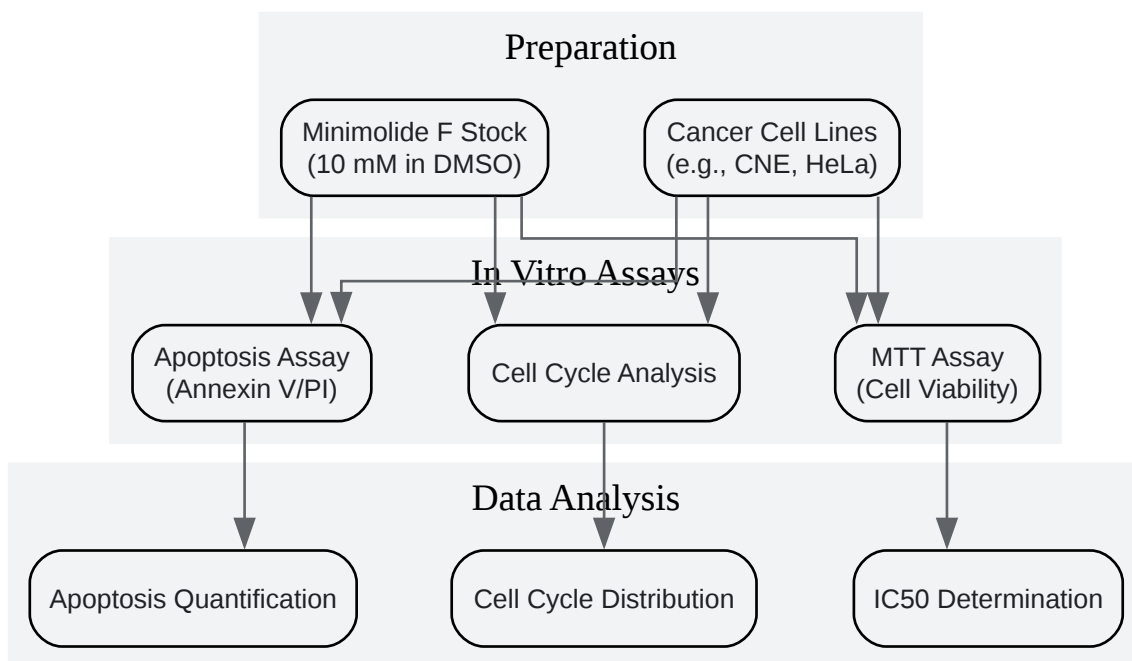 Preparation
Minimolide F Stock
(10 mM in DMSO)
Cancer Cell Lines
(e.g., CNE, HeLa)
In Vitro Assays
Apoptosis Assay
(Annexin V/PI)
Cell Cycle Analysis
MTT Assay
(Cell Viability)
Data Analysis
Apoptosis Quantification
Cell Cycle Distribution
IC50 Determination